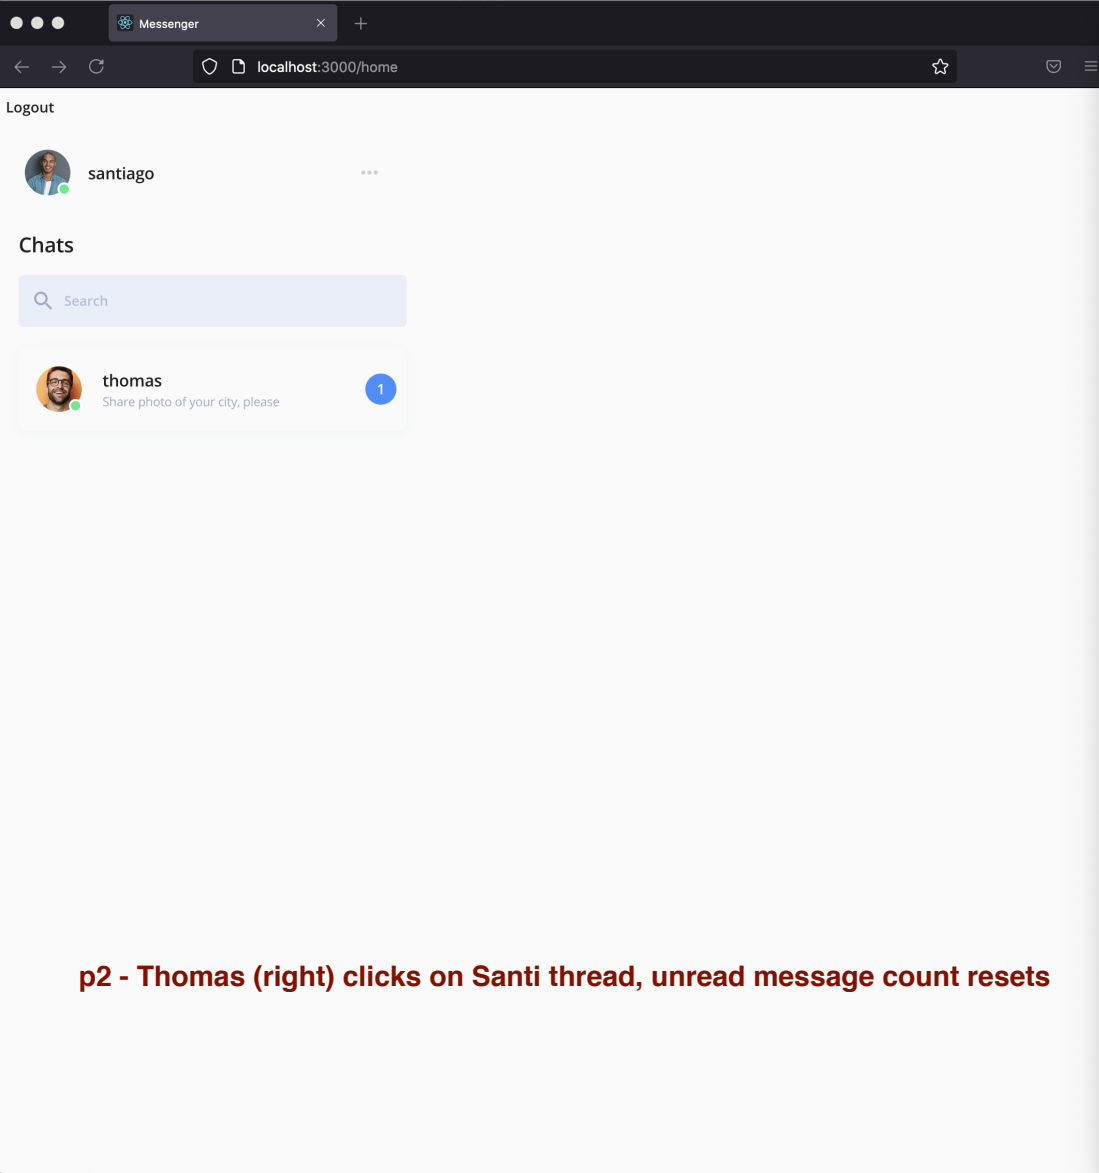 Messenger
localhost:3000/home
Logout
santiago
Chats
Search
thomas
Share photo of your city, please
1
p2 - Thomas (right) clicks on Santi thread, unread message count resets